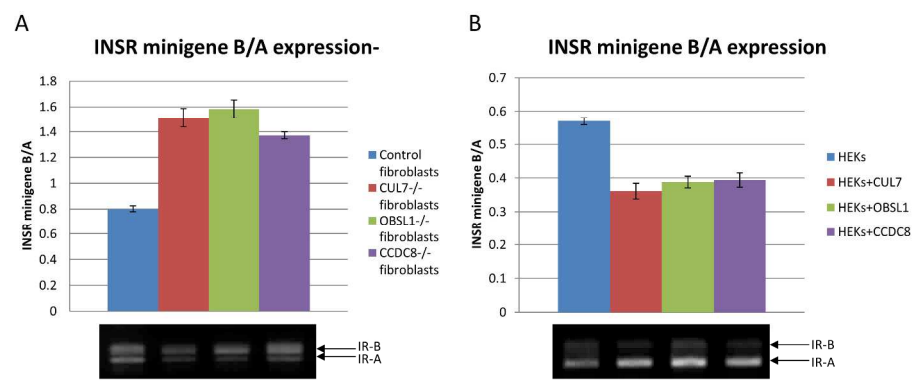 A
INSR minigene B/A expression-
INSR minigene B/A
1.8
1.6
1.4
1.2
1
0.8
0.6
0.4
0.2
0
Control
fibroblasts
CUL7-/-
fibroblasts
OBSL1-/-
fibroblasts
CCDC8-/-
fibroblasts
IR-B
IR-A
B
INSR minigene B/A expression
INSR minigene B/A
0.7
0.6
0.5
0.4
0.3
0.2
0.1
0
HEKs
HEKs+CUL7
HEKs+OBSL1
HEKs+CCDC8
IR-B
IR-A